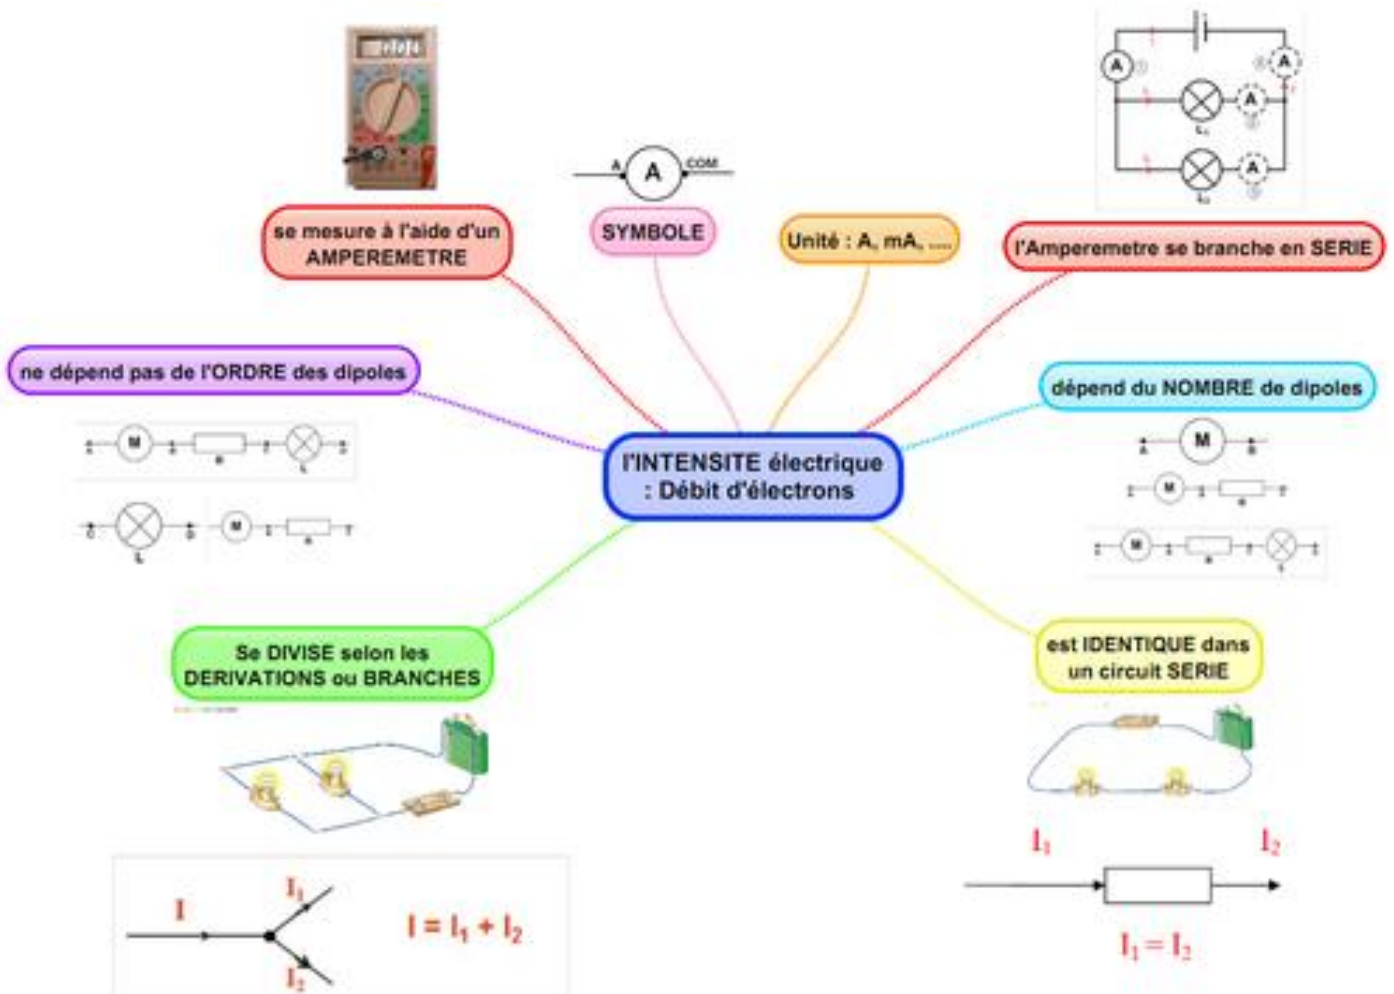 A
A
A
L₁
A
L₂
A
A
A
COM
se mesure à l'aide d'un
AMPEREMETRE
SYMBOLE
Unité : A, mA, ....
l'Amperemetre se branche en SERIE
ne dépend pas de l'ORDRE des dipoles
dépend du NOMBRE de dipoles
M
L
M
A
B
l'INTENSITE électrique
: Débit d'électrons
C
D
L
M
M
M
Se DIVISE selon les
DERIVATIONS ou BRANCHES
est IDENTIQUE dans
un circuit SERIE
I
I₁
I₂
I = I₁ + I₂
I₁
I₂
I₁ = I₂